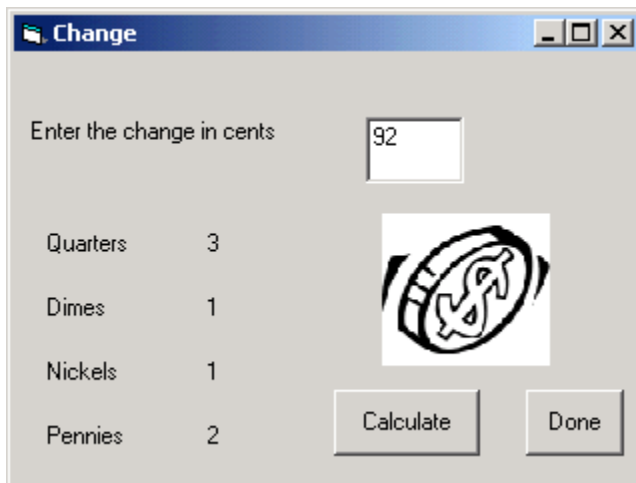 Change
Enter the change in cents 92
Quarters 3
Dimes 1
Nickels 1
Pennies 2
Calculate Done